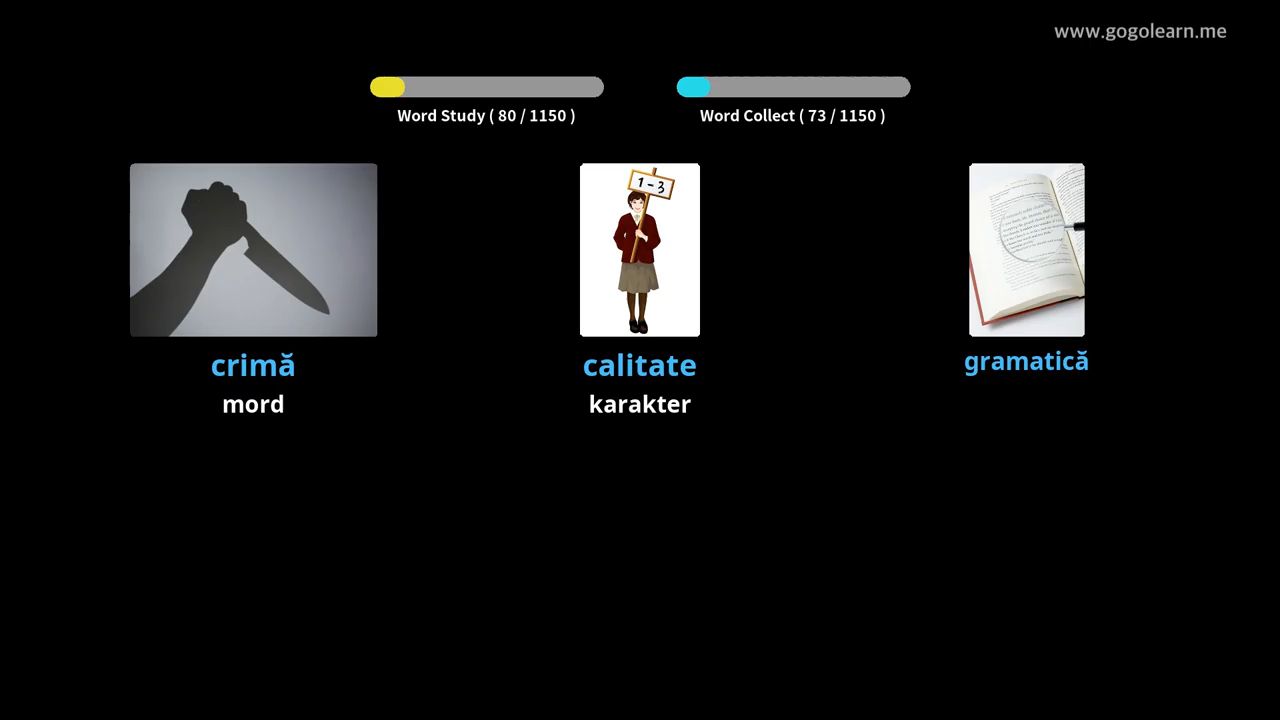 www.gogolearn.me
Word Study ( 80 / 1150 )
Word Collect ( 73 / 1150 )
1 - 3
crimă
calitate
gramatică
mord
karakter